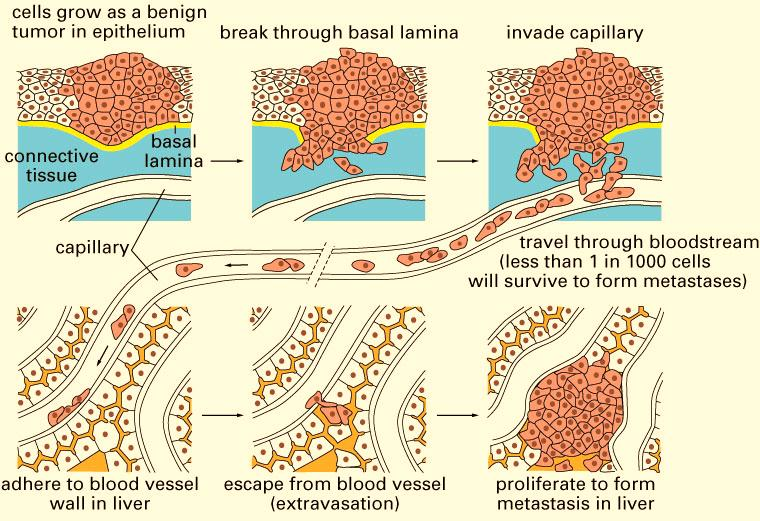 cells grow as a benign
tumor in epithelium
break through basal lamina
invade capillary
basal
lamina
connective
tissue
capillary
travel through bloodstream
(less than 1 in 1000 cells
will survive to form metastases)
adhere to blood vessel
wall in liver
escape from blood vessel
(extravasation)
proliferate to form
metastasis in liver